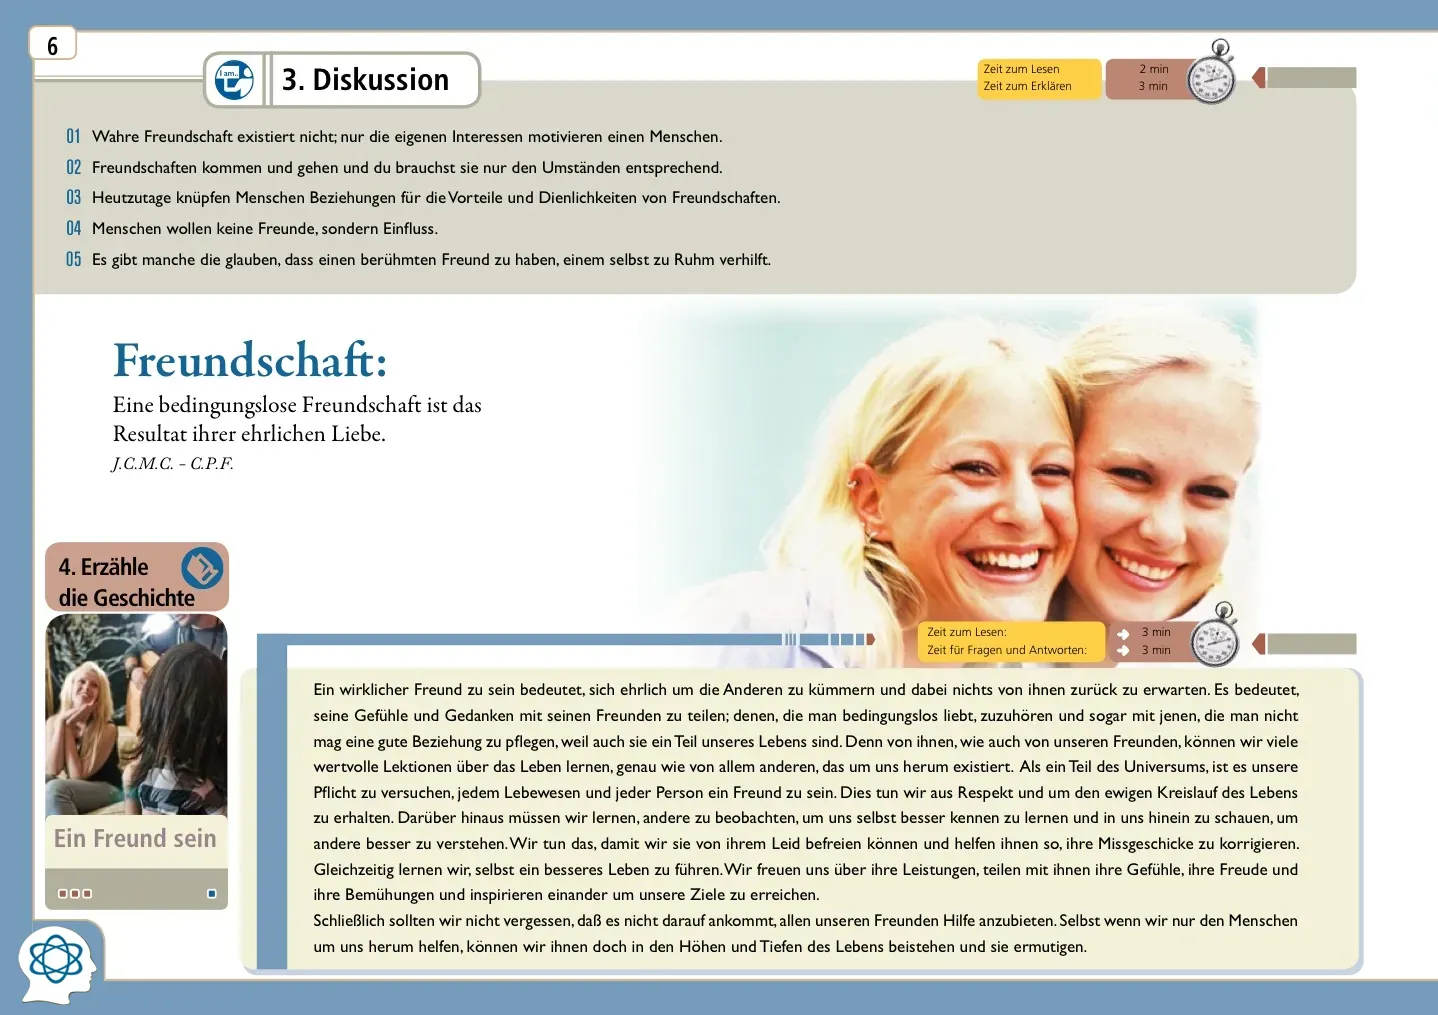 6
I am...
3. Diskussion
Zeit zum Lesen 2 min
Zeit zum Erklären 3 min
01 Wahre Freundschaft existiert nicht; nur die eigenen Interessen motivieren einen Menschen.
02 Freundschaften kommen und gehen und du brauchst sie nur den Umständen entsprechend.
03 Heutzutage knüpfen Menschen Beziehungen für die Vorteile und Dienlichkeiten von Freundschaften.
04 Menschen wollen keine Freunde, sondern Einfluss.
05 Es gibt manche die glauben, dass einen berühmten Freund zu haben, einem selbst zu Ruhm verhilft.
Freundschaft:
Eine bedingungslose Freundschaft ist das
Resultat ihrer ehrlichen Liebe.
J.C.M.C. - C.P.F.
4. Erzähle
die Geschichte
Ein Freund sein
Zeit zum Lesen: 3 min
Zeit für Fragen und Antworten: 3 min
Ein wirklicher Freund zu sein bedeutet, sich ehrlich um die Anderen zu kümmern und dabei nichts von ihnen zurück zu erwarten. Es bedeutet,
seine Gefühle und Gedanken mit seinen Freunden zu teilen; denen, die man bedingungslos liebt, zuzuhören und sogar mit jenen, die man nicht
mag eine gute Beziehung zu pflegen, weil auch sie ein Teil unseres Lebens sind. Denn von ihnen, wie auch von unseren Freunden, können wir viele
wertvolle Lektionen über das Leben lernen, genau wie von allem anderen, das um uns herum existiert. Als ein Teil des Universums, ist es unsere
Pflicht zu versuchen, jedem Lebewesen und jeder Person ein Freund zu sein. Dies tun wir aus Respekt und um den ewigen Kreislauf des Lebens
zu erhalten. Darüber hinaus müssen wir lernen, andere zu beobachten, um uns selbst besser kennen zu lernen und in uns hinein zu schauen, um
andere besser zu verstehen. Wir tun das, damit wir sie von ihrem Leid befreien können und helfen ihnen so, ihre Missgeschicke zu korrigieren.
Gleichzeitig lernen wir, selbst ein besseres Leben zu führen. Wir freuen uns über ihre Leistungen, teilen mit ihnen ihre Gefühle, ihre Freude und
ihre Bemühungen und inspirieren einander um unsere Ziele zu erreichen.
Schließlich sollten wir nicht vergessen, daß es nicht darauf ankommt, allen unseren Freunden Hilfe anzubieten. Selbst wenn wir nur den Menschen
um uns herum helfen, können wir ihnen doch in den Höhen und Tiefen des Lebens beistehen und sie ermutigen.